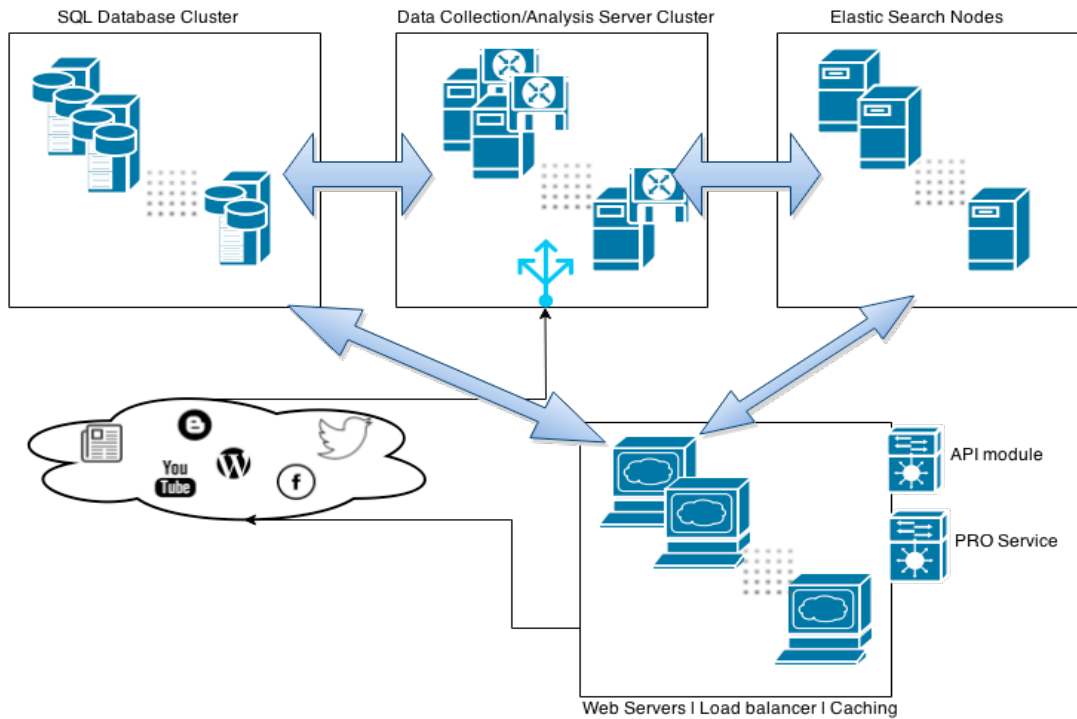 SQL Database Cluster
Data Collection/Analysis Server Cluster
Elastic Search Nodes
You
Tube
API module
PRO Service
Web Servers | Load balancer | Caching